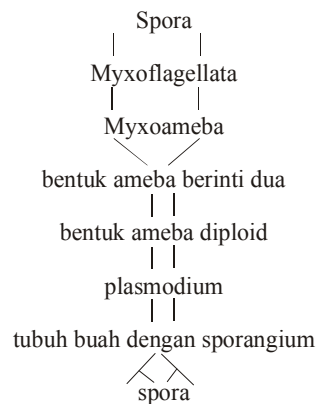 Spora
Myxoflagellata
Myxoameba
bentuk ameba berinti dua
bentuk ameba diploid
plasmodium
tubuh buah dengan sporangium
spora